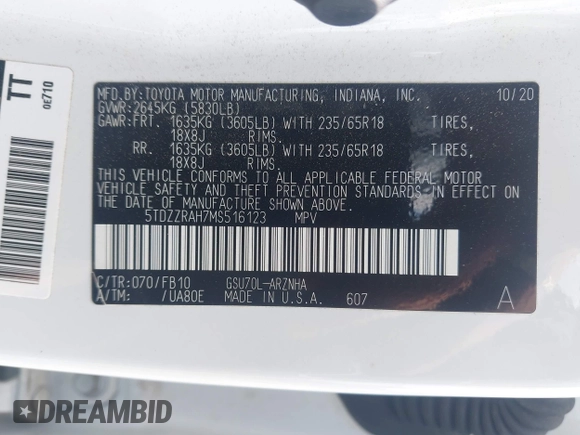 TT
0E710
MFD.BY:TOYOTA MOTOR MANUFACTURING, INDIANA, INC. 10/20
GVWR:2645KG (5830LB)
GAWR:FRT. 1635KG (3605LB) WITH 235/65R18 TIRES,
18X8J RIMS.
RR. 1635KG (3605LB) WITH 235/65R18 TIRES,
18X8J RIMS.
THIS VEHICLE CONFORMS TO ALL APPLICABLE FEDERAL MOTOR
VEHICLE SAFETY AND THEFT PREVENTION STANDARDS IN EFFECT ON
THE DATE OF MANUFACTURE SHOWN ABOVE.
5TDZZRAH7MS516123 MPV
C/TR:070/FB10 GSU70L-ARZNHA
A/TM: /UA80E MADE IN U.S.A. 607 A
DREAMBID